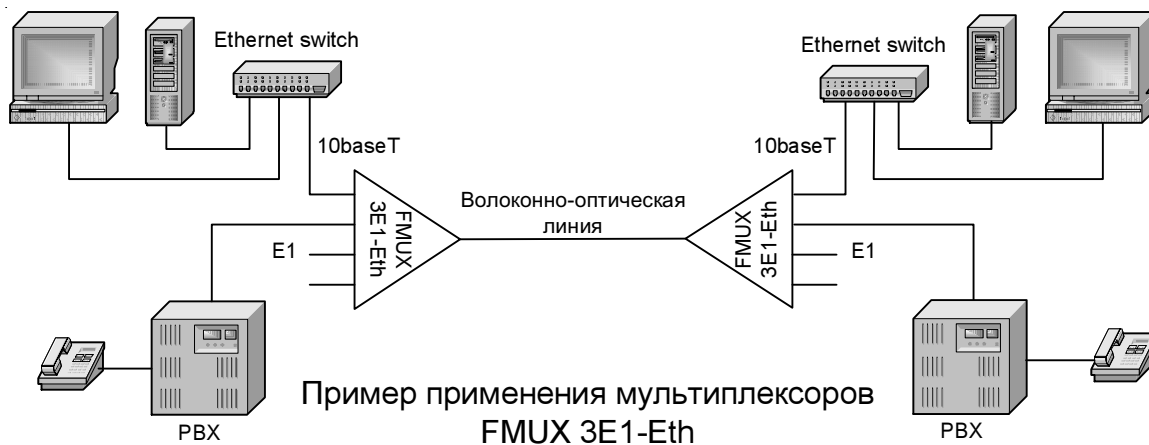 Ethernet switch
Ethernet switch
10baseT
10baseT
Волоконно-оптическая
линия
FMUX
3E1-Eth
FMUX
3E1-Eth
E1
E1
PBX
PBX
Пример применения мультиплексоров
FMUX 3E1-Eth